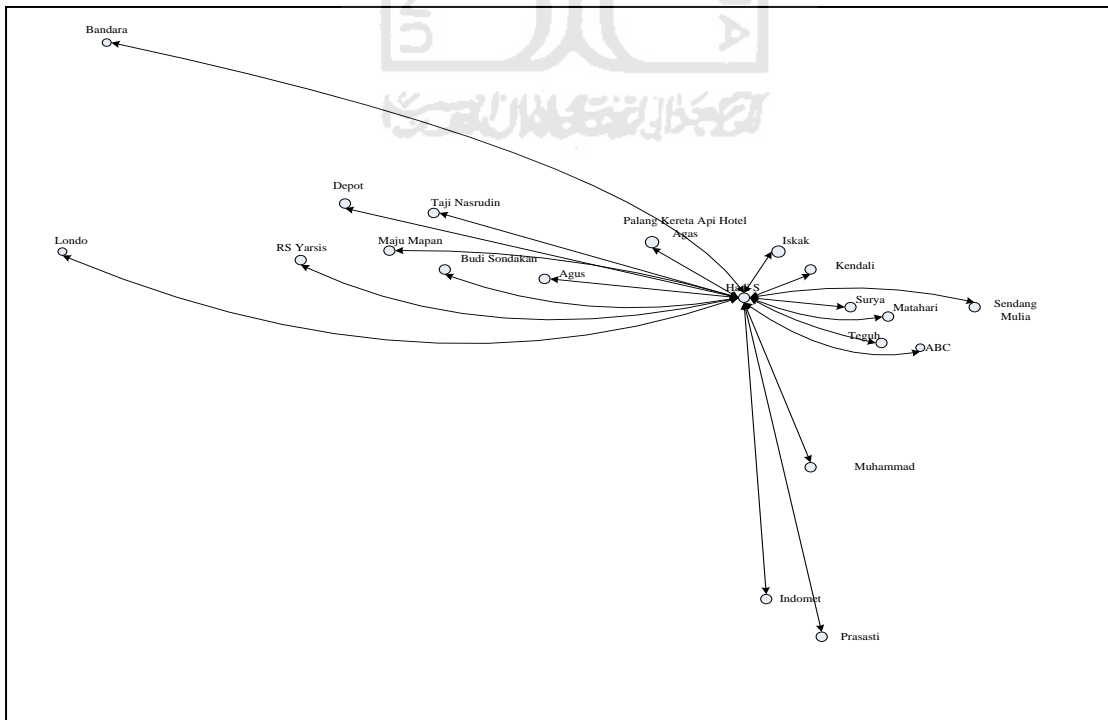 Bandara
Depot
Taji Nasrudin
Palang Kereta Api Hotel
Agas
Londo
RS Yarsis
Maju Mapan
Iskak
Budi Sondakan
Kendali
Agus
Hadi S
Surya
Matahari
Sendang
Mulia
Teguh
ABC
Muhammad
Indomet
Prasasti